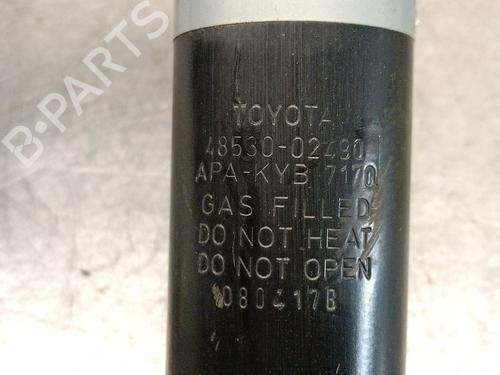 B-PARTS
TOYOTA
48530-02490
APA-KYB 7170
GAS FILLED
DO NOT HEAT
DO NOT OPEN
080417B